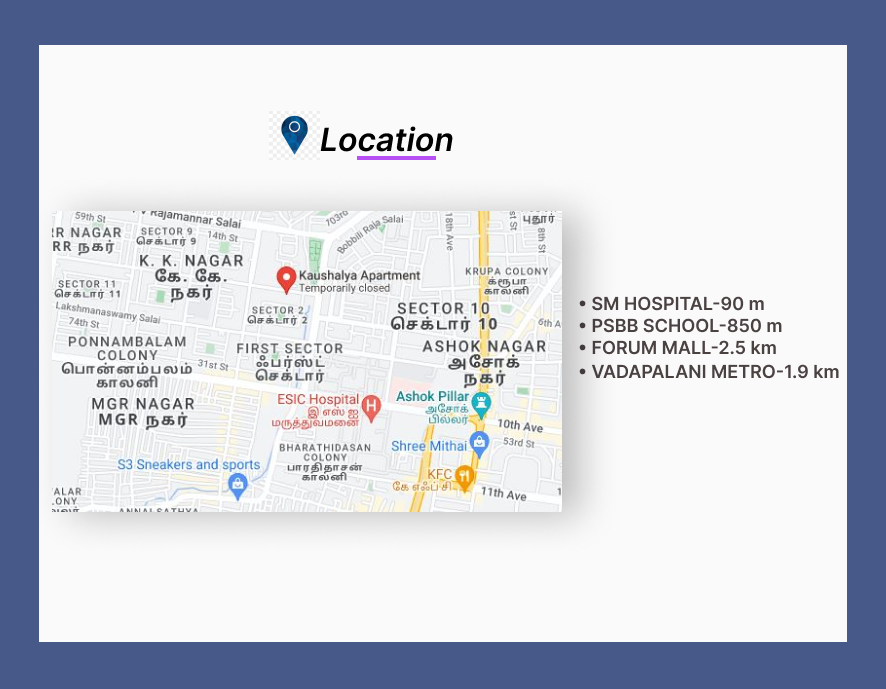 Location
59th St
V Rajamannar Salai
703rd
Bobbili Raja Salai
18th Ave
புதூர்
8th St
RR NAGAR
RR நகர்
SECTOR 9
செக்டார் 9
14th St
K. K. NAGAR
கே. கே.
நகர்
Kaushalya Apartment
Temporarily closed
KRUPA COLONY
க்ரூபா
காலனி
SECTOR 11
செக்டார் 11
Lakshmanaswamy Salai
74th St
SECTOR 2
செக்டார் 2
SECTOR 10
செக்டார் 10
6th A
PONNAMBALAM
COLONY
பொன்னம்பலம்
காலனி
FIRST SECTOR
ஃபர்ஸ்ட்
செக்டார்
ASHOK NAGAR
அசோக்
நகர்
31st St
MGR NAGAR
MGR நகர்
ESIC Hospital
இ எஸ் ஐ
மருத்துவமனை
Ashok Pillar
அசோக்
பில்லர்
10th Ave
53rd St
BHARATHIDASAN
COLONY
பாரதிதாசன்
காலனி
Shree Mithai
S3 Sneakers and sports
KFC
கே எஃப் சி
11th Ave
ALAR
ONY
ANNAI SATHYA
• SM HOSPITAL-90 m
• PSBB SCHOOL-850 m
• FORUM MALL-2.5 km
• VADAPALANI METRO-1.9 km